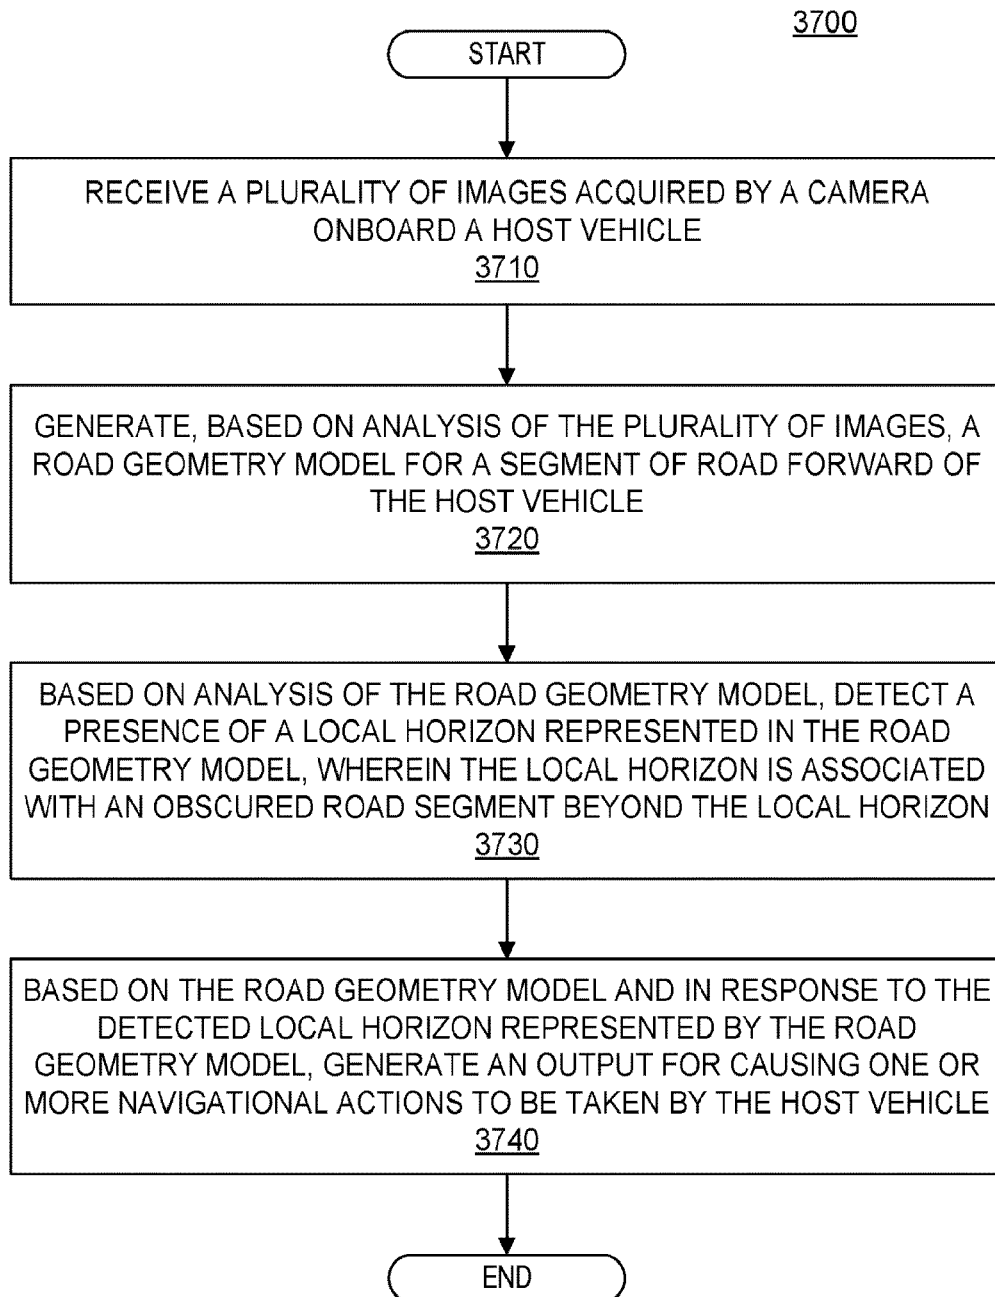 3700
START
RECEIVE A PLURALITY OF IMAGES ACQUIRED BY A CAMERA
ONBOARD A HOST VEHICLE
3710
GENERATE, BASED ON ANALYSIS OF THE PLURALITY OF IMAGES, A
ROAD GEOMETRY MODEL FOR A SEGMENT OF ROAD FORWARD OF
THE HOST VEHICLE
3720
BASED ON ANALYSIS OF THE ROAD GEOMETRY MODEL, DETECT A
PRESENCE OF A LOCAL HORIZON REPRESENTED IN THE ROAD
GEOMETRY MODEL, WHEREIN THE LOCAL HORIZON IS ASSOCIATED
WITH AN OBSCURED ROAD SEGMENT BEYOND THE LOCAL HORIZON
3730
BASED ON THE ROAD GEOMETRY MODEL AND IN RESPONSE TO THE
DETECTED LOCAL HORIZON REPRESENTED BY THE ROAD
GEOMETRY MODEL, GENERATE AN OUTPUT FOR CAUSING ONE OR
MORE NAVIGATIONAL ACTIONS TO BE TAKEN BY THE HOST VEHICLE
3740
END